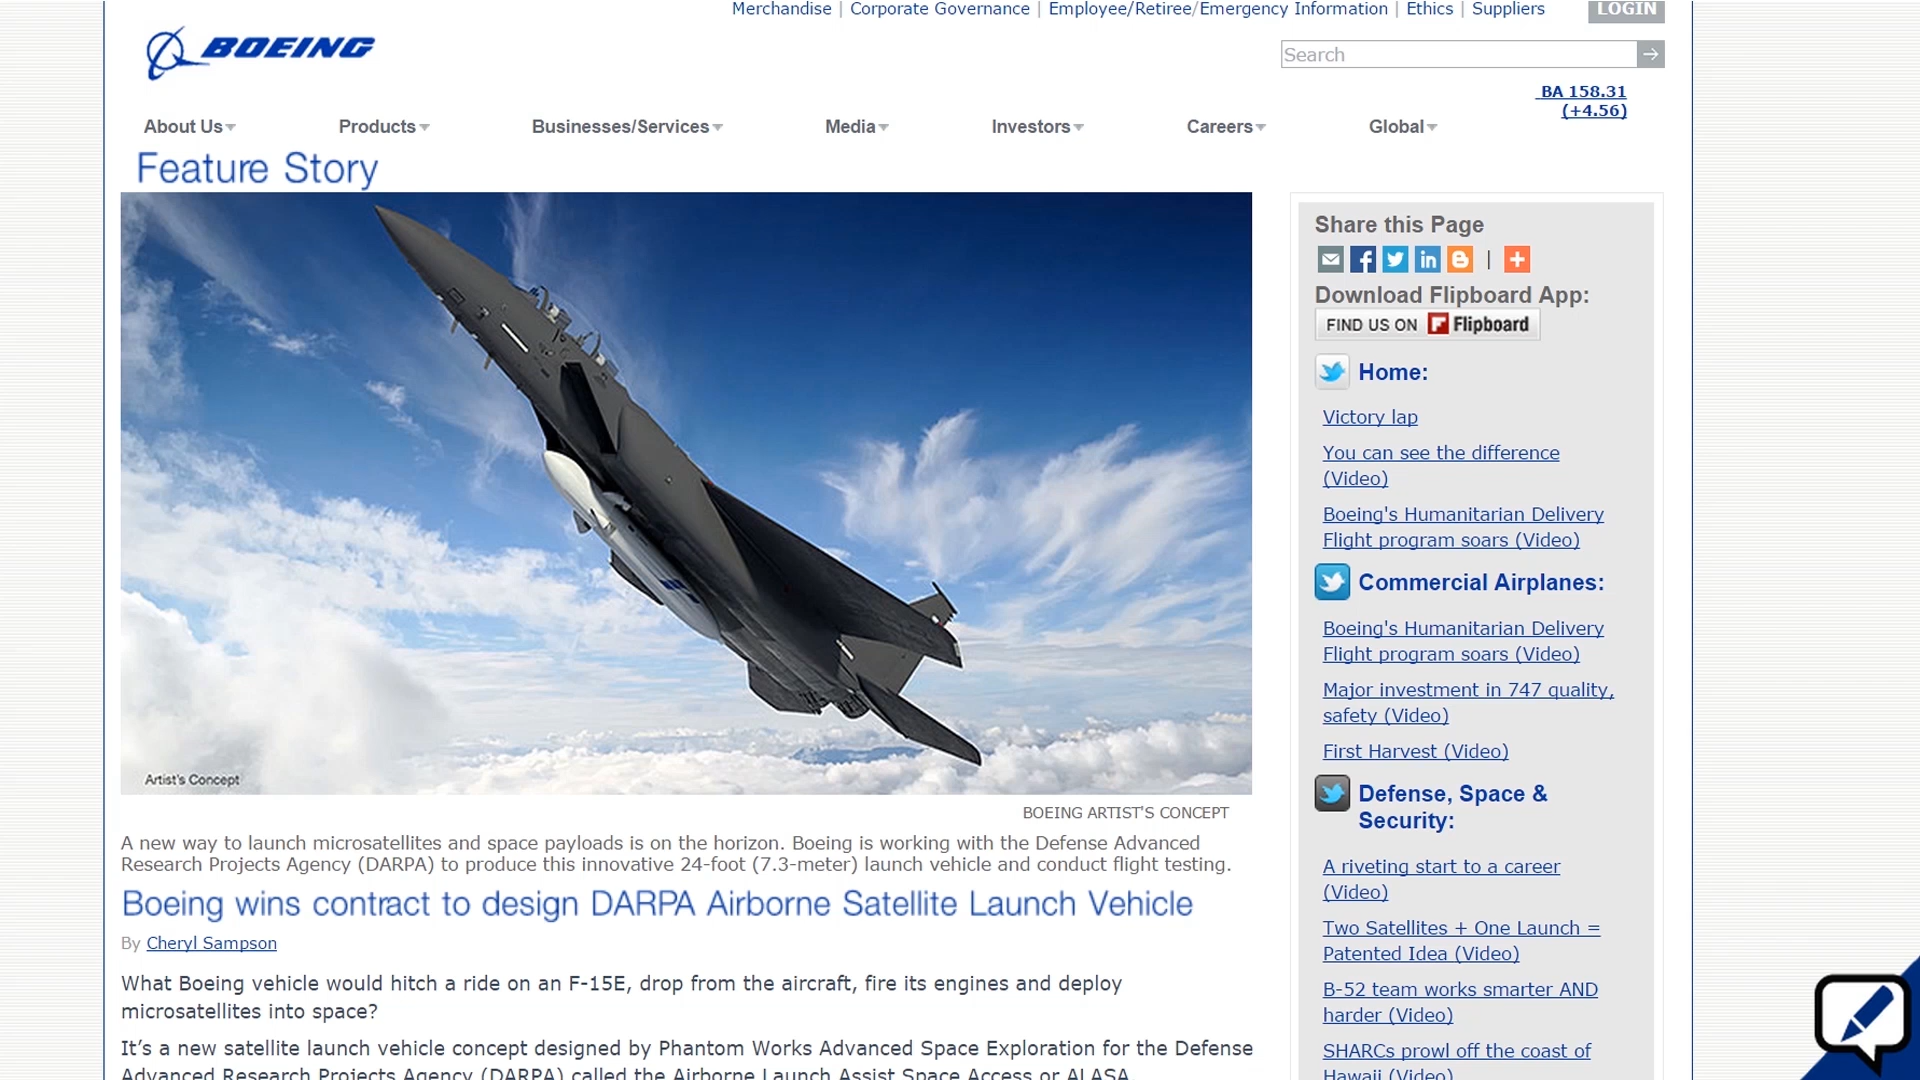 Merchandise | Corporate Governance | Employee/Retiree/Emergency Information | Ethics | Suppliers LOGIN
BOEING
Search
BA 158.31
(+4.56)
About Us Products Businesses/Services Media Investors Careers Global
Feature Story
Artist's Concept
BOEING ARTIST'S CONCEPT
A new way to launch microsatellites and space payloads is on the horizon. Boeing is working with the Defense Advanced
Research Projects Agency (DARPA) to produce this innovative 24-foot (7.3-meter) launch vehicle and conduct flight testing.
Boeing wins contract to design DARPA Airborne Satellite Launch Vehicle
By Cheryl Sampson
What Boeing vehicle would hitch a ride on an F-15E, drop from the aircraft, fire its engines and deploy
microsatellites into space?
It's a new satellite launch vehicle concept designed by Phantom Works Advanced Space Exploration for the Defense
Advanced Research Projects Agency (DARPA) called the Airborne Launch Assist Space Access or ALASA.
Share this Page
Download Flipboard App:
FIND US ON Flipboard
Home:
Victory lap
You can see the difference
(Video)
Boeing's Humanitarian Delivery
Flight program soars (Video)
Commercial Airplanes:
Boeing's Humanitarian Delivery
Flight program soars (Video)
Major investment in 747 quality,
safety (Video)
First Harvest (Video)
Defense, Space &
Security:
A riveting start to a career
(Video)
Two Satellites + One Launch =
Patented Idea (Video)
B-52 team works smarter AND
harder (Video)
SHARCs prowl off the coast of
Hawaii (Video)